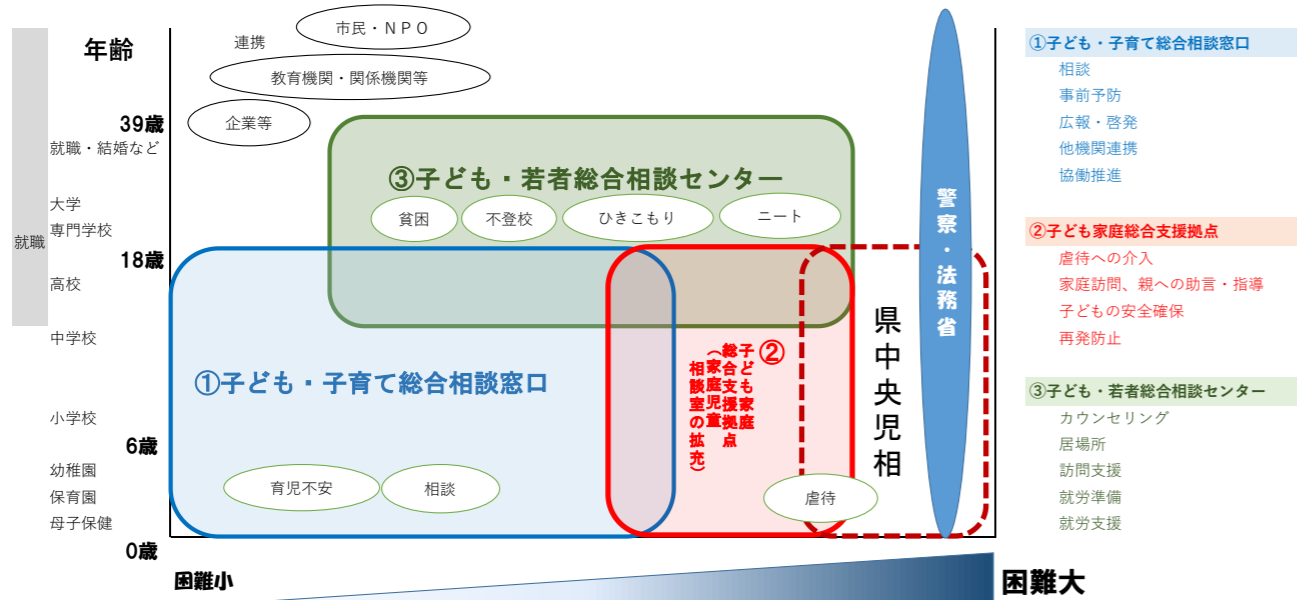 市民・ＮＰＯ
連携
年齢
教育機関・関係機関等
企業等
39歳
就職・結婚など
③子ども・若者総合相談センター
大学
貧困
不登校
ひきこもり
ニート
専門学校
就職
18歳
高校
中学校
①子ども・子育て総合相談窓口
小学校
6歳
幼稚園
保育園
母子保健
0歳
育児不安
相談
②
子ども家庭
総合支援拠点
（家庭児童
相談室の拡充）
虐待
県中央児相
警察・法務省
困難小
困難大
①子ども・子育て総合相談窓口
相談
事前予防
広報・啓発
他機関連携
協働推進
②子ども家庭総合支援拠点
虐待への介入
家庭訪問、親への助言・指導
子どもの安全確保
再発防止
③子ども・若者総合相談センター
カウンセリング
居場所
訪問支援
就労準備
就労支援